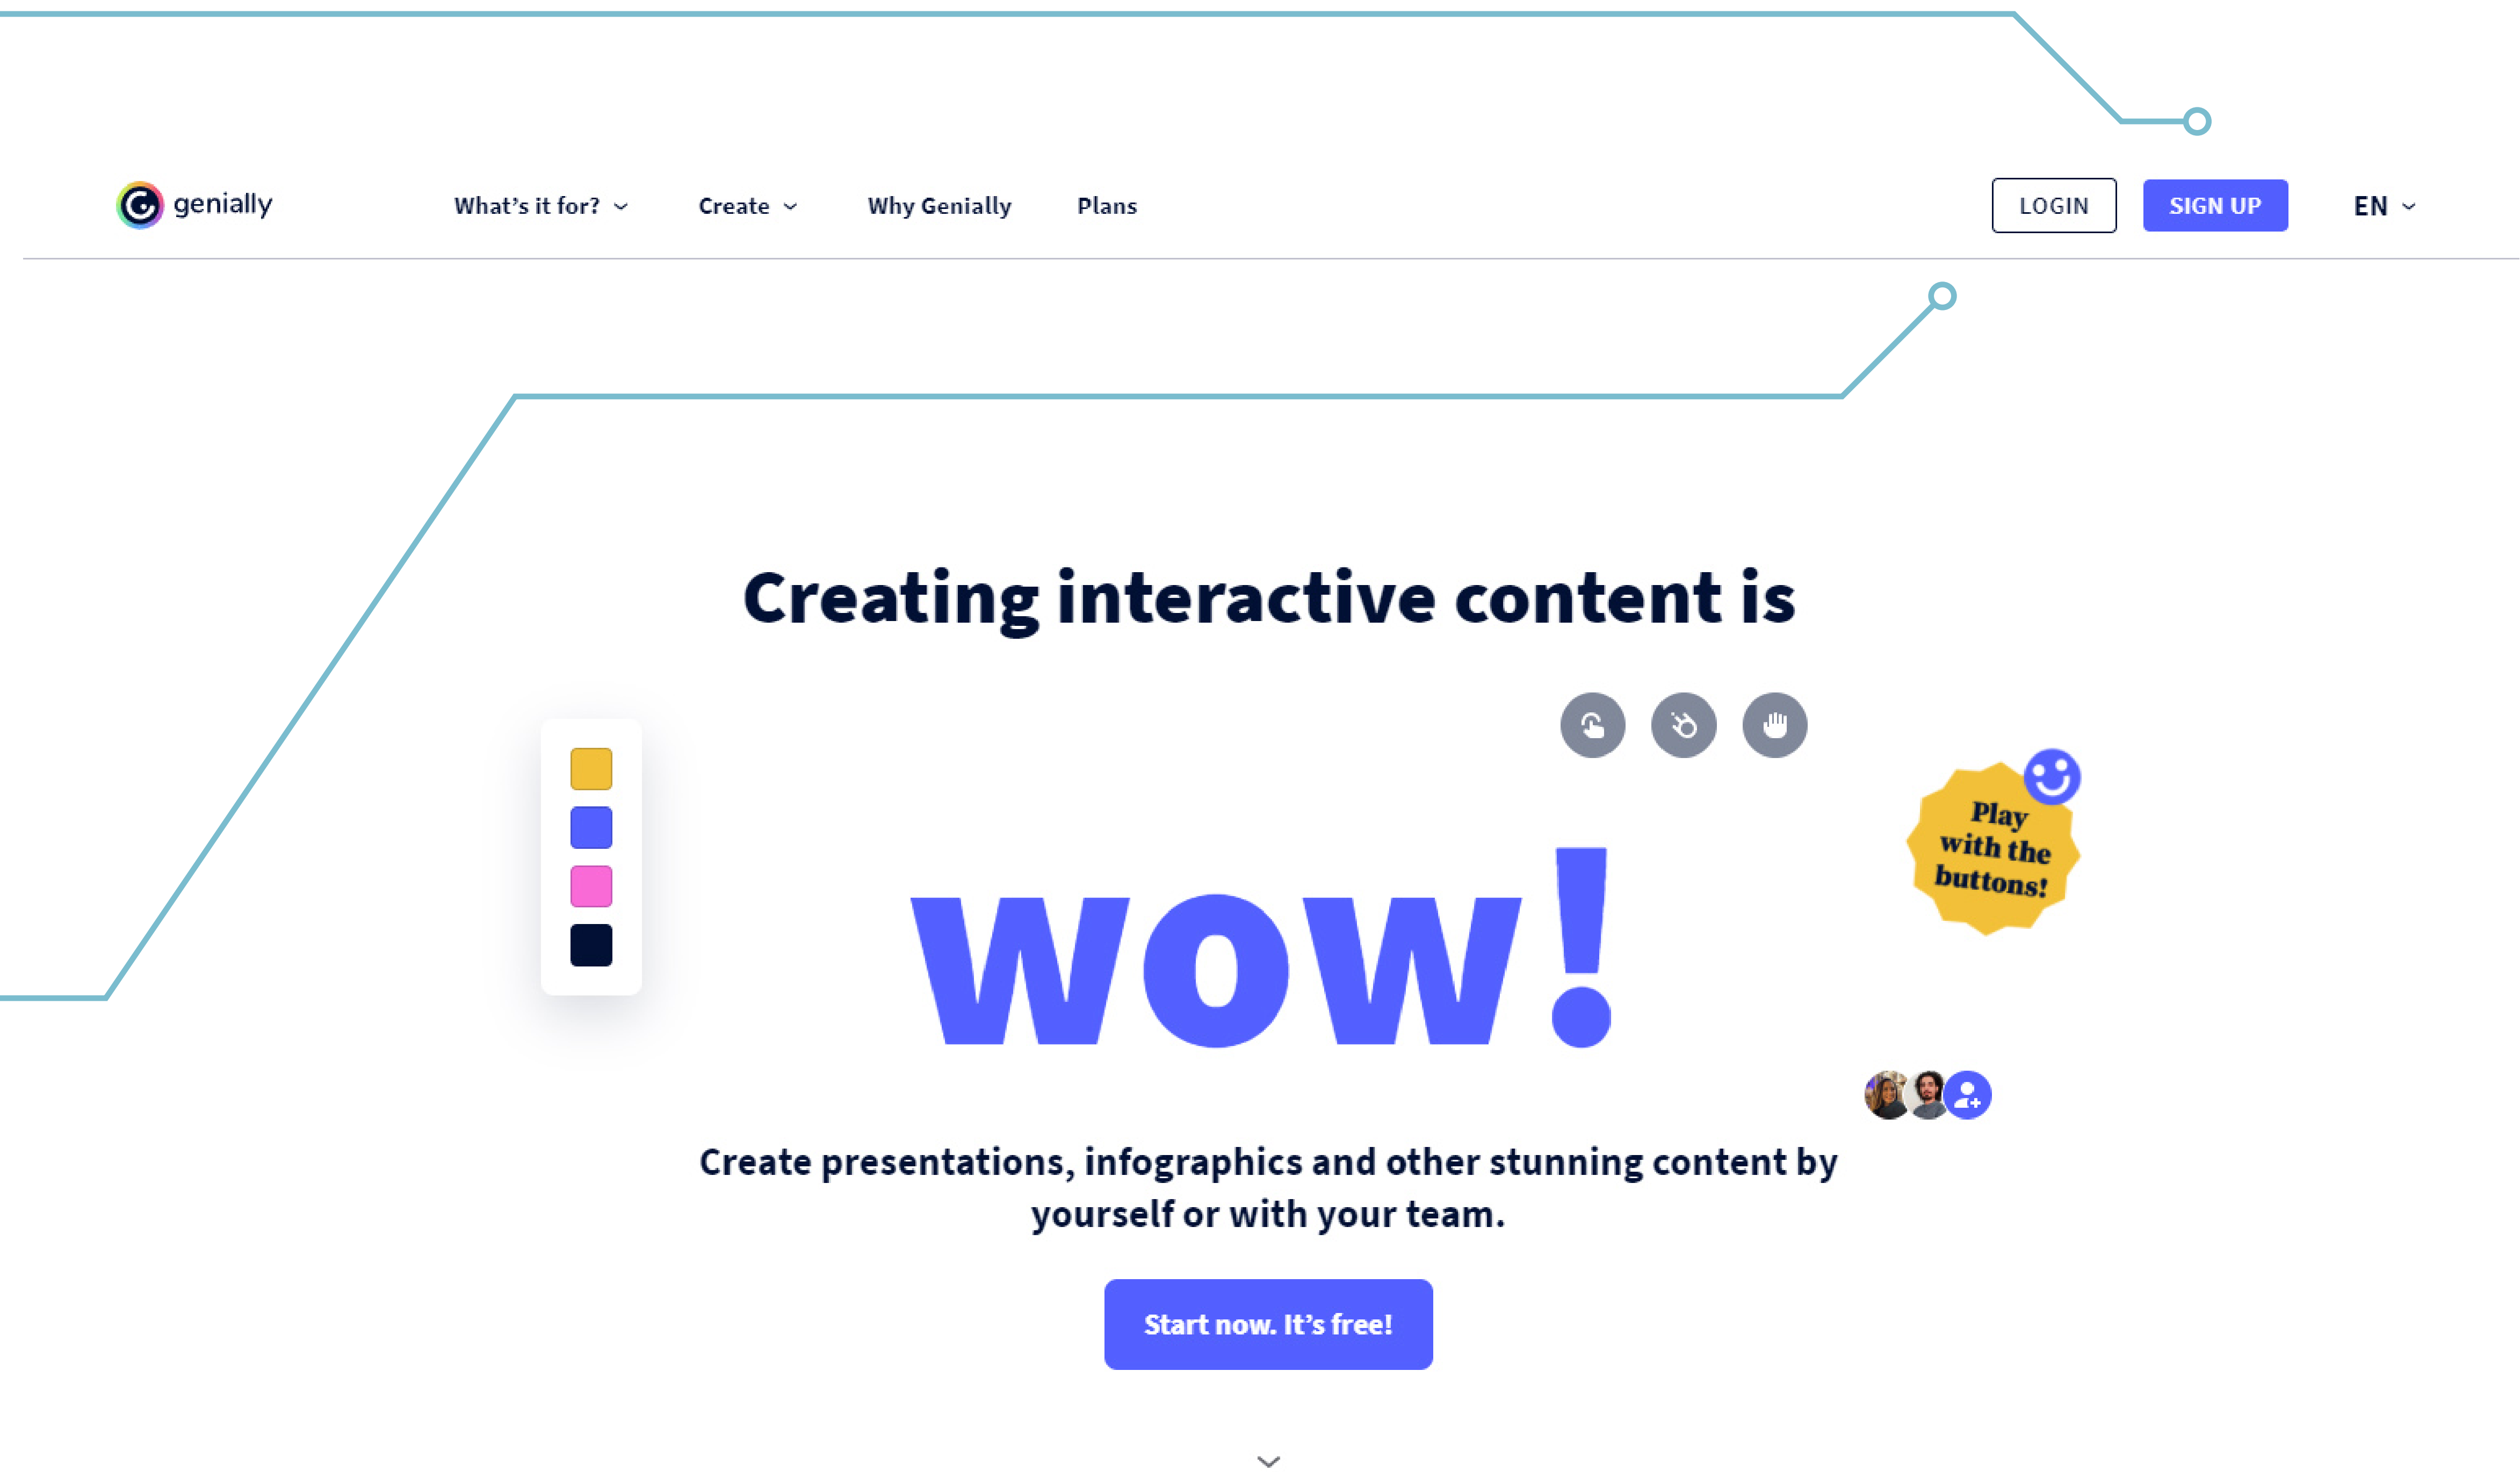 genially
What’s it for?
Create
Why Genially
Plans
LOGIN
SIGN UP
EN
Creating interactive content is
wow!
Play
with the
buttons!
Create presentations, infographics and other stunning content by
yourself or with your team.
Start now. It’s free!